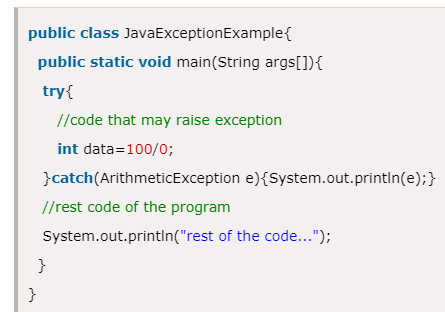 public class JavaExceptionExample{
public static void main(String args[]){
try{
//code that may raise exception
int data=100/0;
}catch(ArithmeticException e){System.out.println(e);}
//rest code of the program
System.out.println("rest of the code...");
}
}